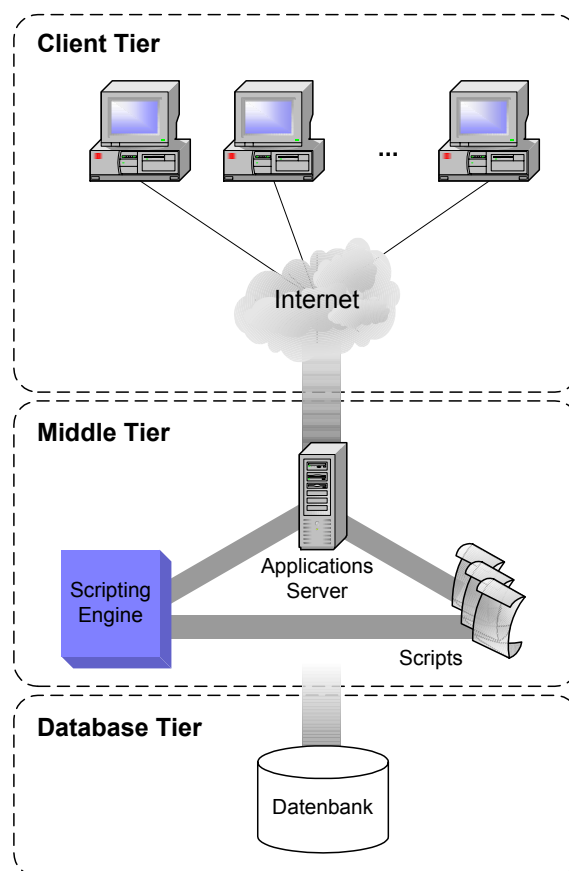 Client Tier
...
Internet
Middle Tier
Applications
Server
Scripting
Engine
Scripts
Database Tier
Datenbank